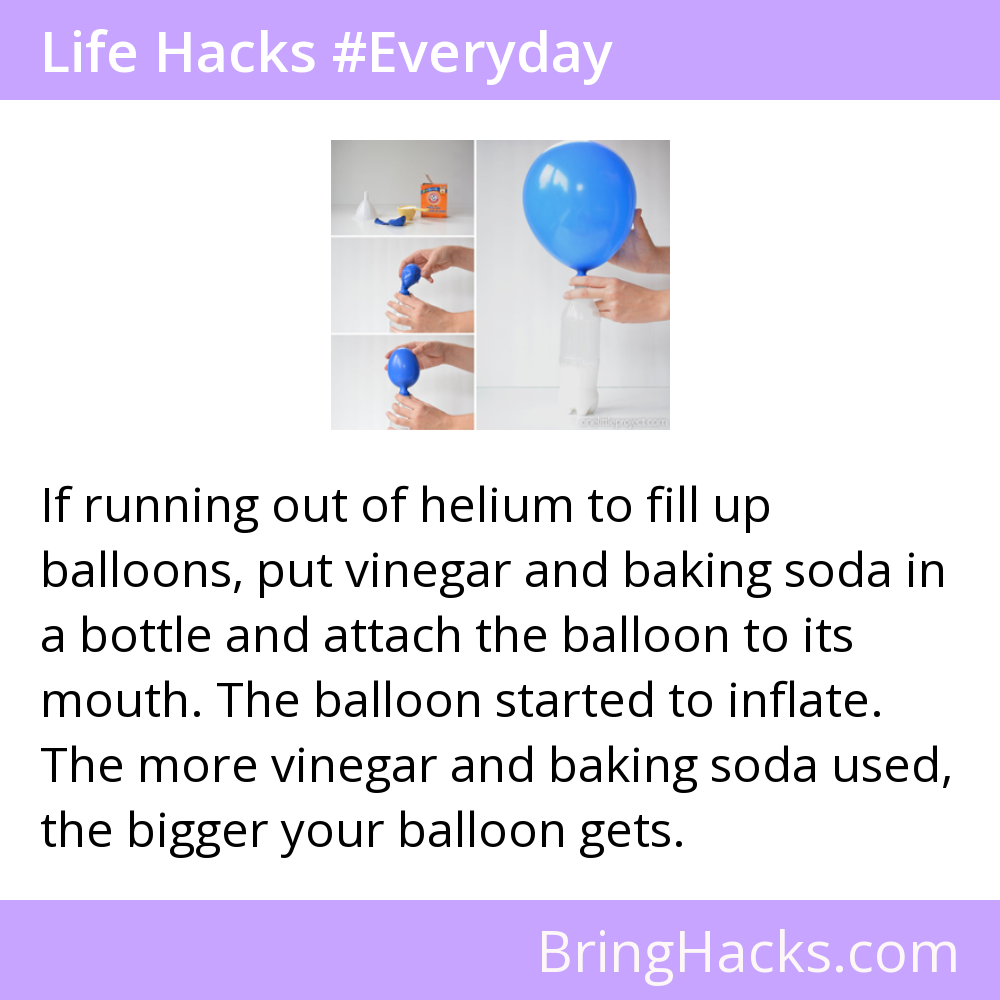 Life Hacks #Everyday
onelittleproject.com
If running out of helium to fill up
balloons, put vinegar and baking soda in
a bottle and attach the balloon to its
mouth. The balloon started to inflate.
The more vinegar and baking soda used,
the bigger your balloon gets.
BringHacks.com